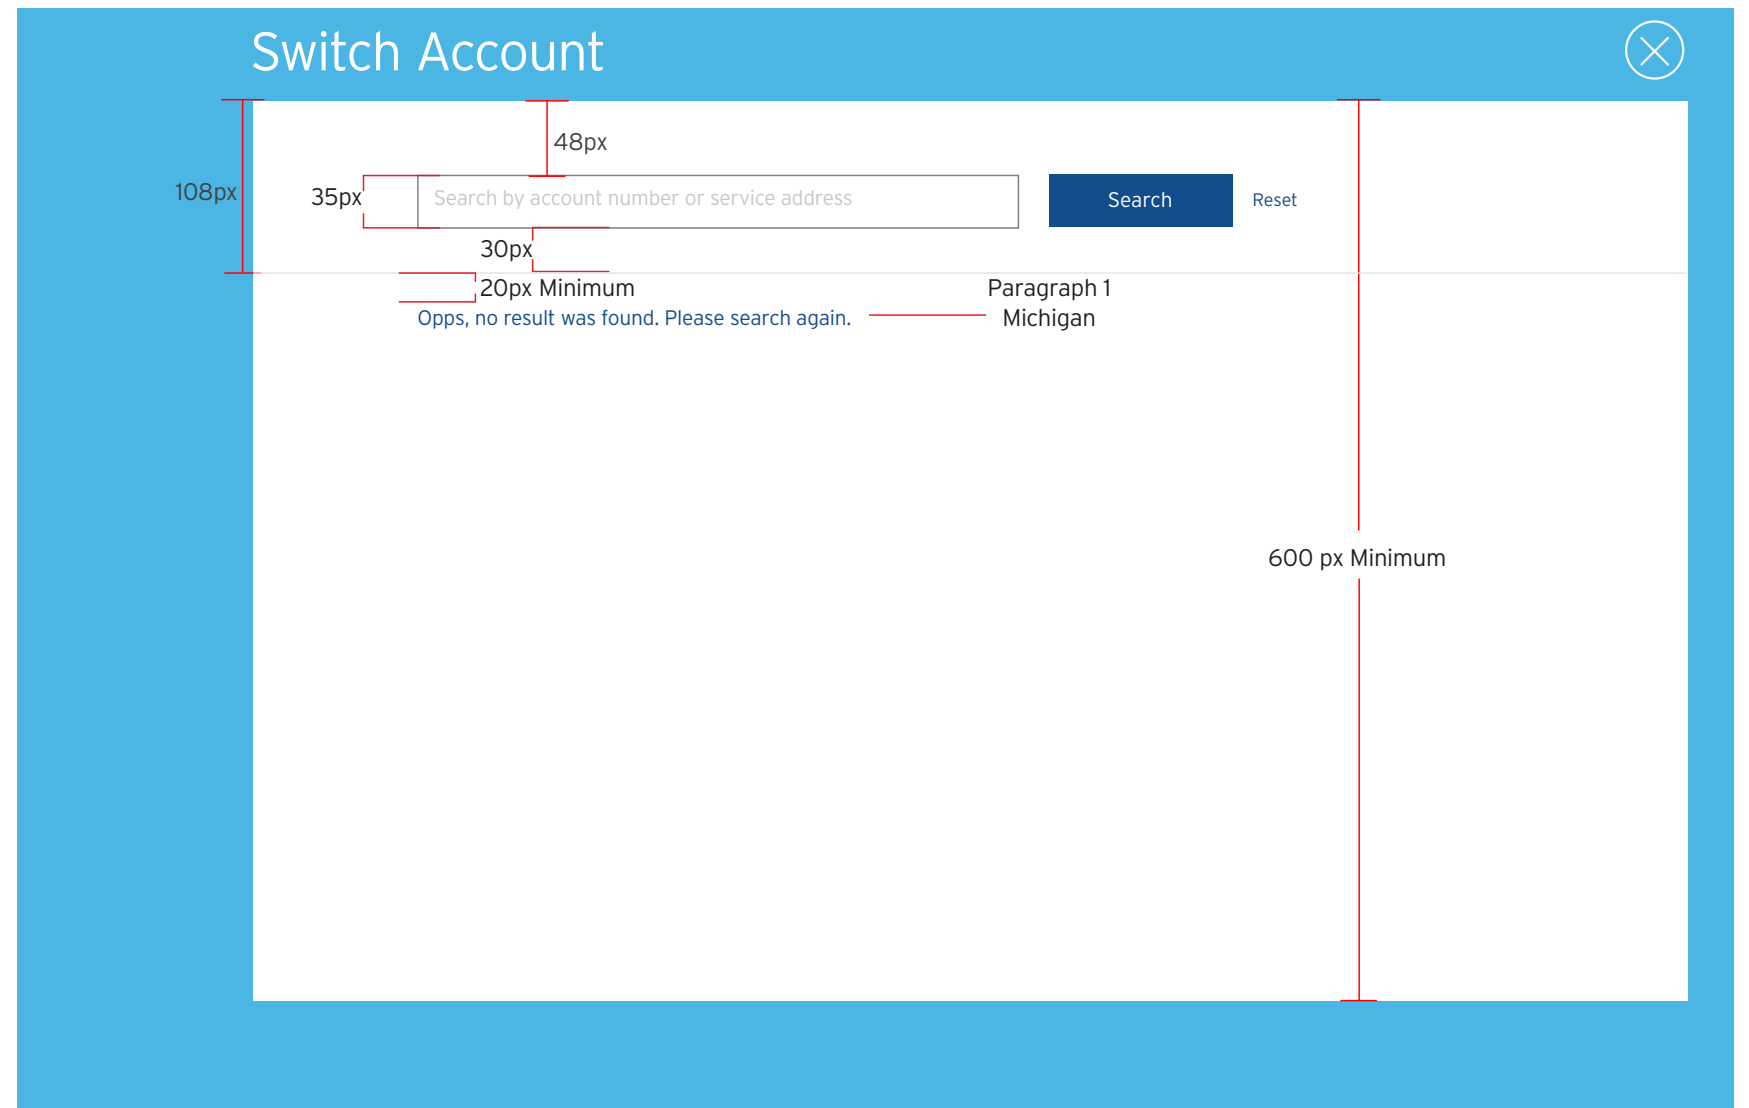 Switch Account
48px
108px
35px
Search by account number or service address
Search
Reset
30px
20px Minimum
Paragraph 1
Opps, no result was found. Please search again.
Michigan
600 px Minimum